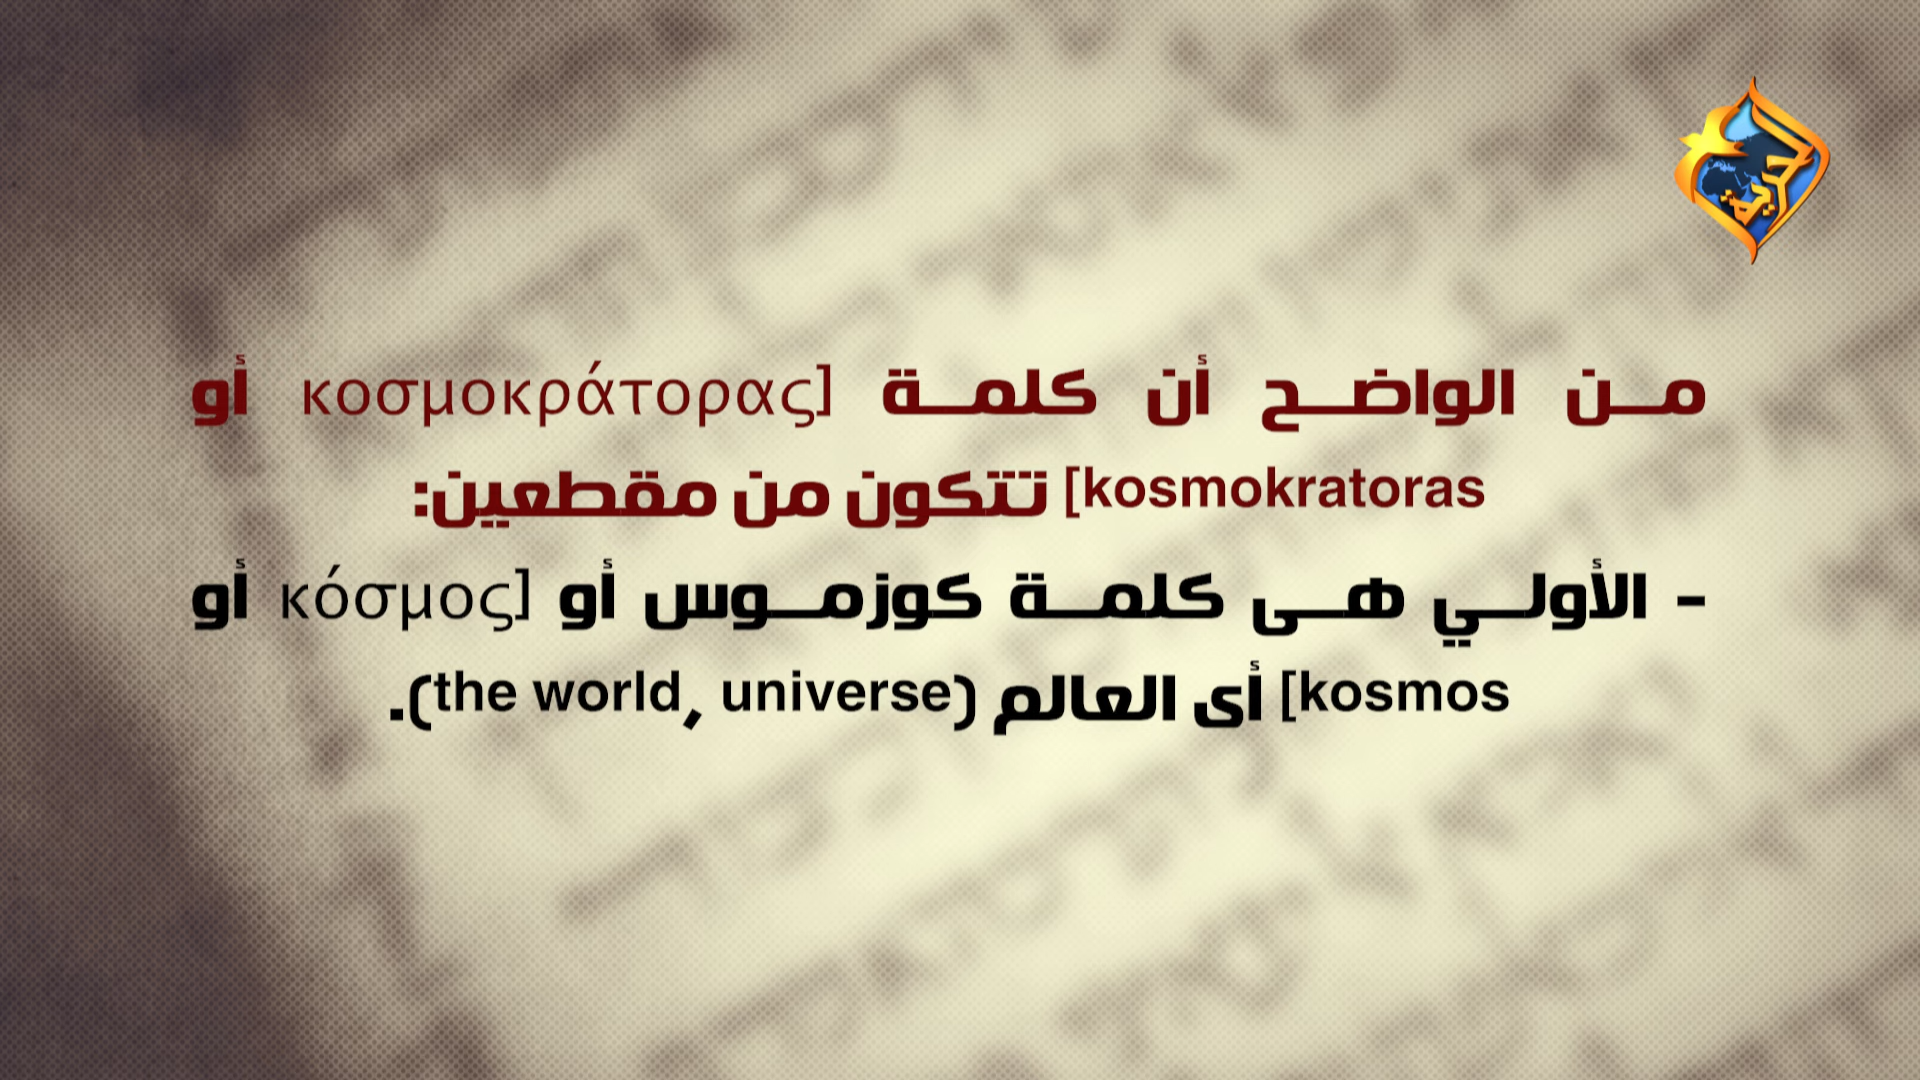 الحرية
من الواضح أن كلمة [κοσμοκράτορας أو
kosmokratoras] تتكون من مقطعين:
- الأولي هى كلمة كوزموس أو [κόσμος أو
kosmos] أى العالم (the world, universe).